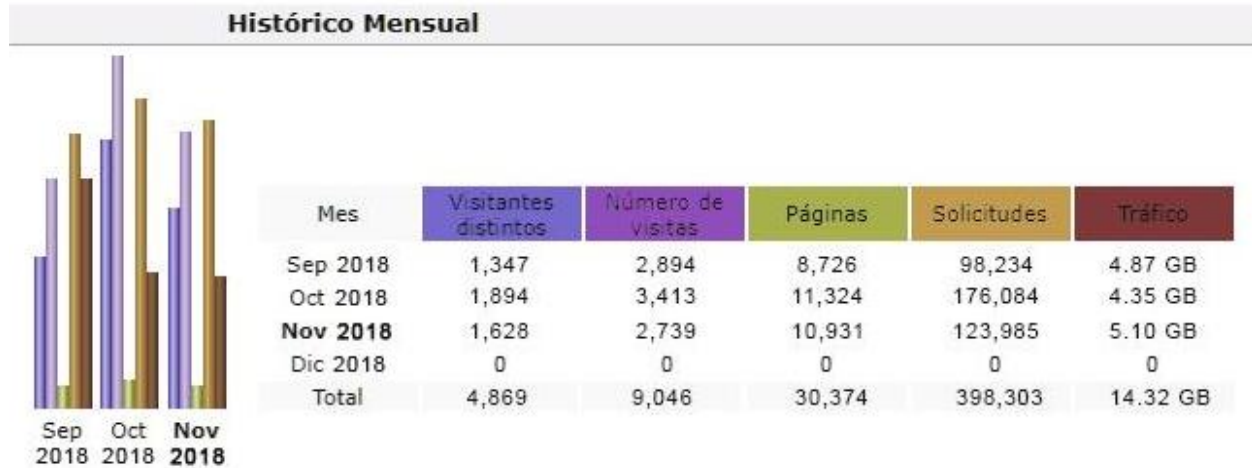 Histórico Mensual
Mes Visitantes distintos Número de visitas Páginas Solicitudes Tráfico
Sep 2018 1,347 2,894 8,726 98,234 4.87 GB
Oct 2018 1,894 3,413 11,324 176,084 4.35 GB
Nov 2018 1,628 2,739 10,931 123,985 5.10 GB
Dic 2018 0 0 0 0 0
Total 4,869 9,046 30,374 398,303 14.32 GB
Sep Oct Nov
2018 2018 2018